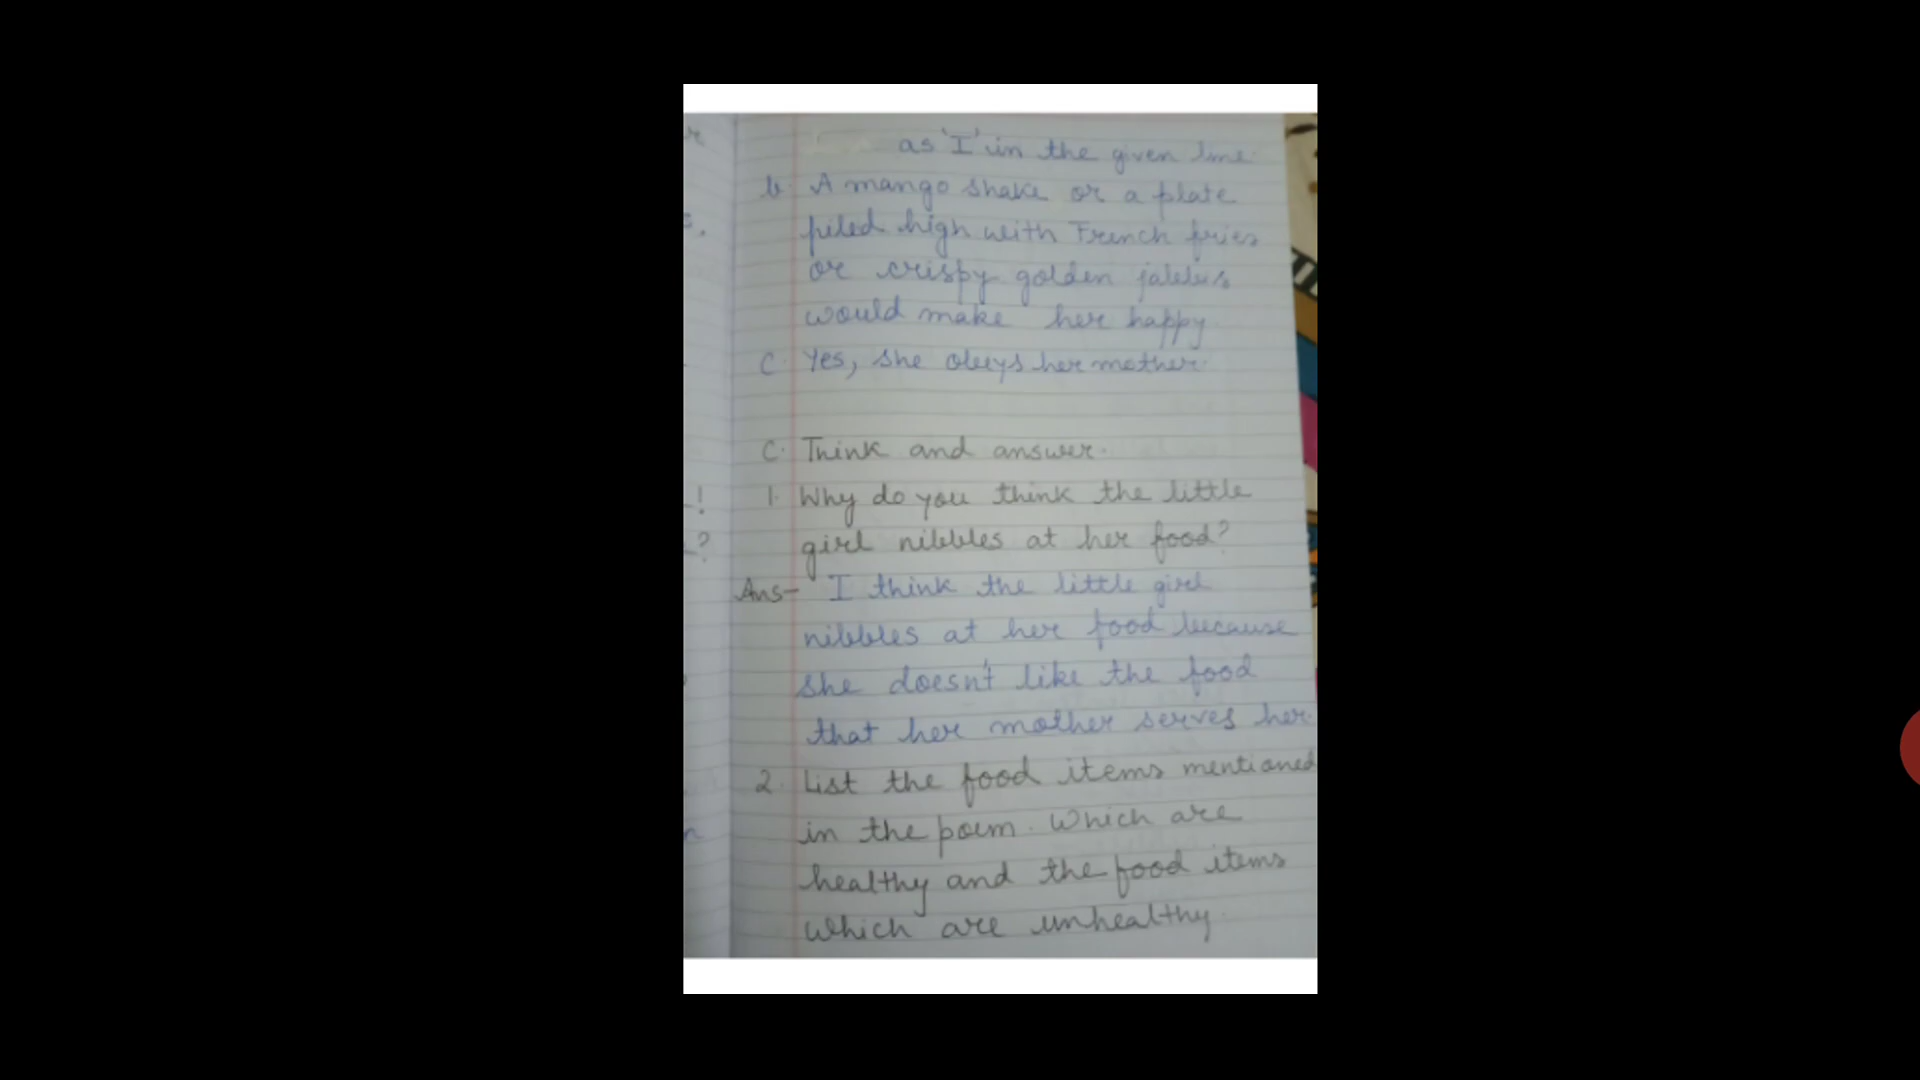 as 'I' in the given line.
b. A mango shake or a plate
piled high with French fries
or crispy golden jalebis
would make her happy.
c. Yes, she obeys her mother.
C. Think and answer.
1. Why do you think the little
girl nibbles at her food?
Ans- I think the little girl
nibbles at her food because
she doesn't like the food
that her mother serves her.
2. List the food items mentioned
in the poem. Which are
healthy and the food items
which are unhealthy.